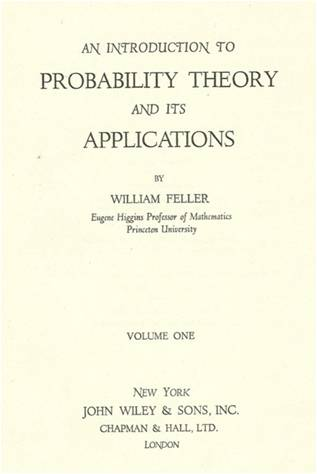 AN INTRODUCTION TO
PROBABILITY THEORY
AND ITS
APPLICATIONS
BY
WILLIAM FELLER
Eugene Higgins Professor of Mathematics
Princeton University
VOLUME ONE
NEW YORK
JOHN WILEY & SONS, INC.
CHAPMAN & HALL, LTD.
LONDON